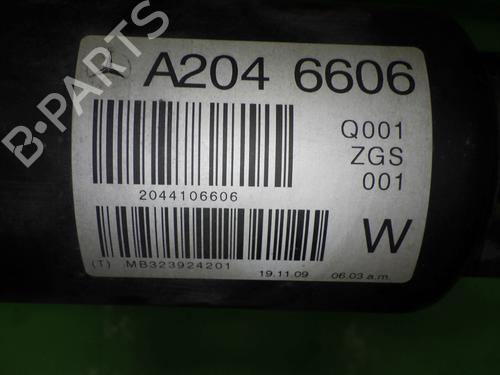 B-PARTS
A204 6606
Q001
ZGS
001
2044106606
W
(T) MB323924201
19.11.09 06.03 a.m.